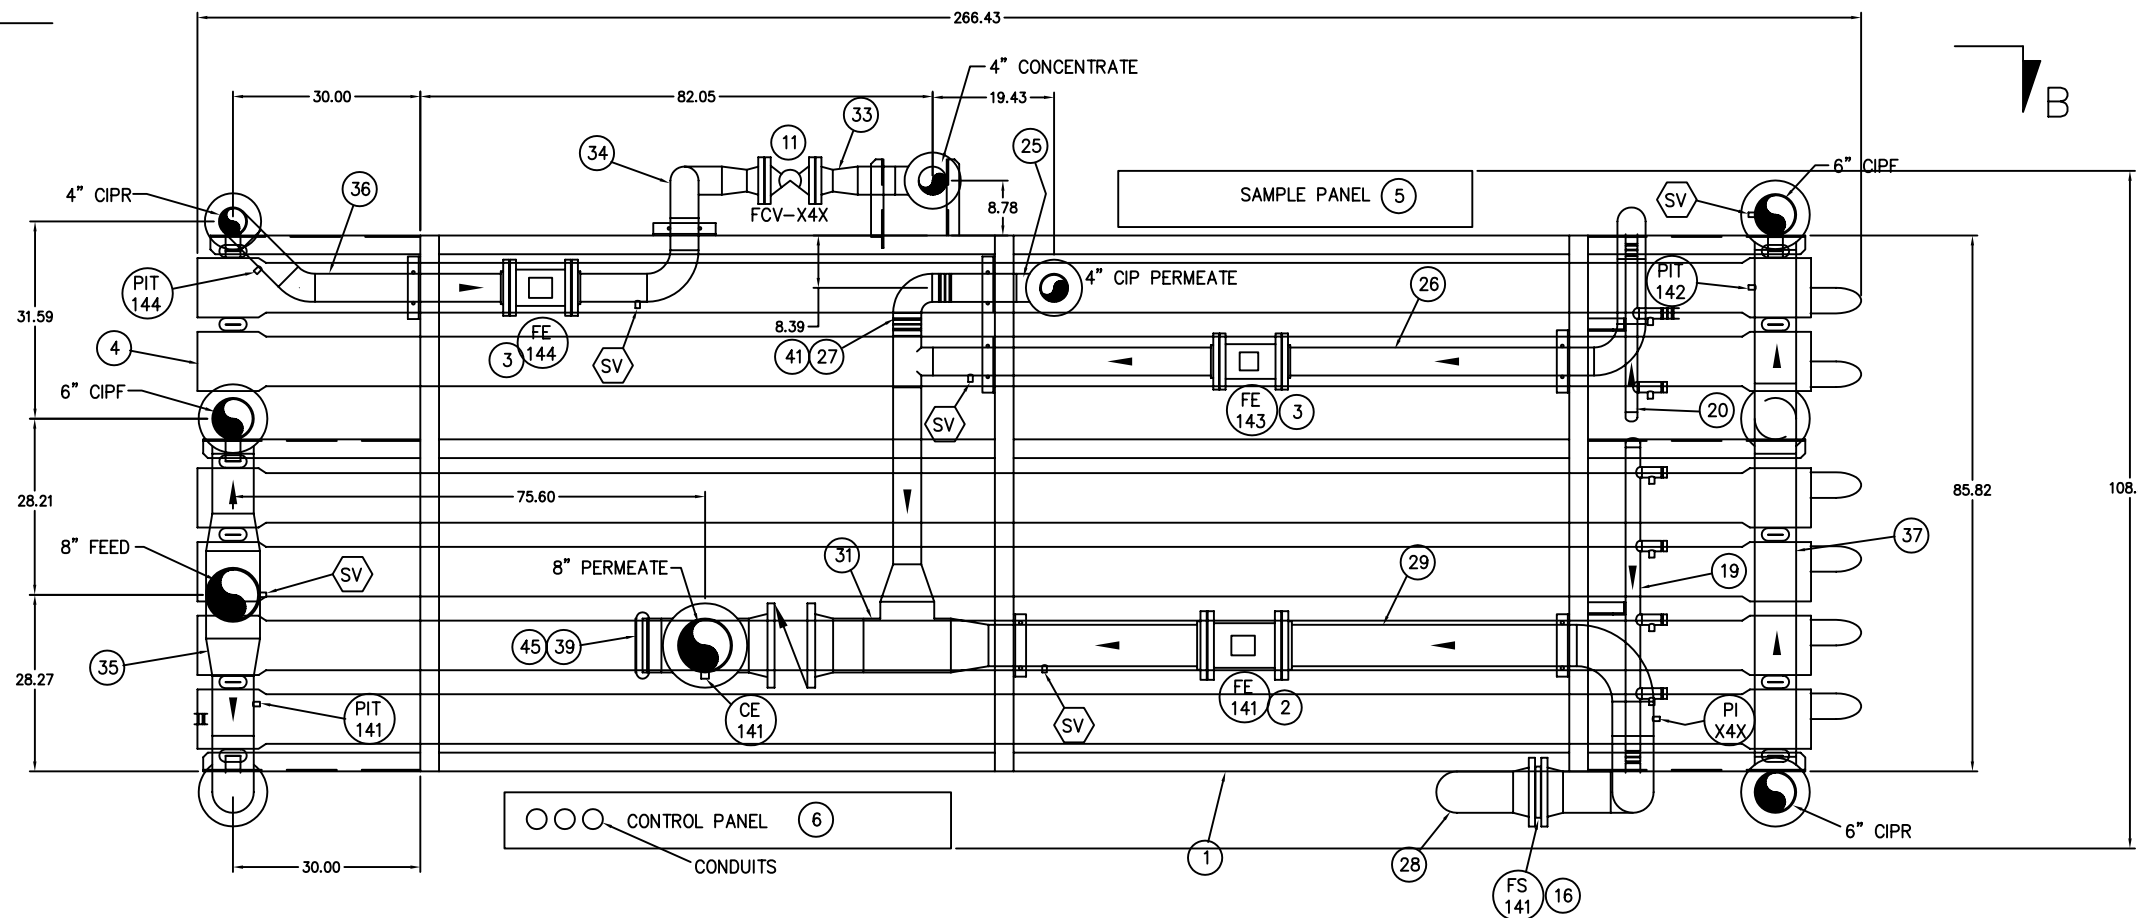 266.43
4" CONCENTRATE
30.00
82.05
19.43
B
33
11
34
25
6" CIPF
4" CIPR
36
SAMPLE PANEL 5
SV
FCV-X4X
8.78
PIT
144
4" CIP PERMEATE
PIT
142
26
31.59
8.39
4
3
FE
144
SV
41 27
6" CIPF
FE
143
3
20
SV
28.21
75.60
85.82
108.
8" FEED
SV
31
8" PERMEATE
29
37
19
45 39
35
28.27
PIT
141
CE
141
SV
FE
141
2
PI
X4X
CONTROL PANEL 6
6" CIPR
30.00
CONDUITS
1
28
FS
141
16